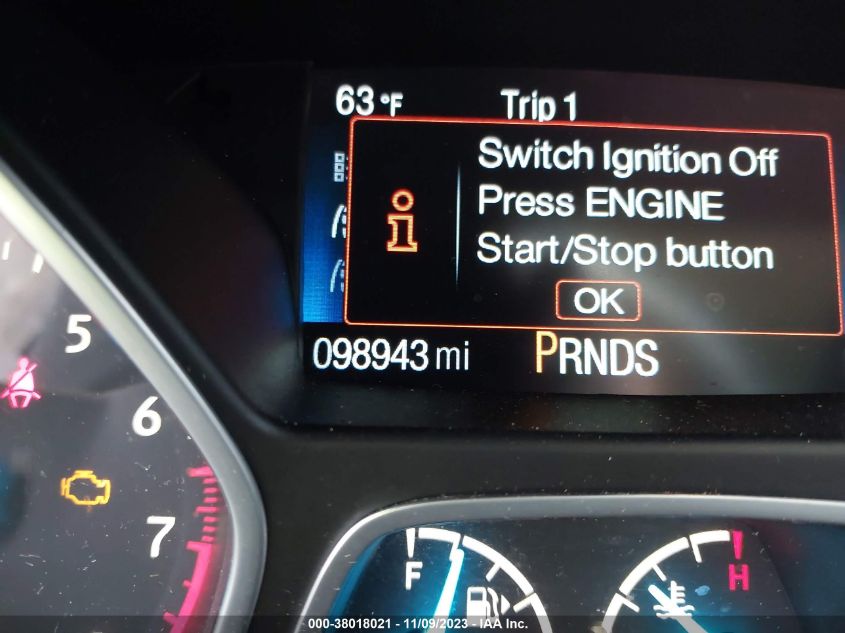 63 °F Trip 1
Switch Ignition Off
Press ENGINE
Start/Stop button
OK
098943 mi PRNDS
5
6
7
F
H
000-38018021 - 11/09/2023 - IAA Inc.